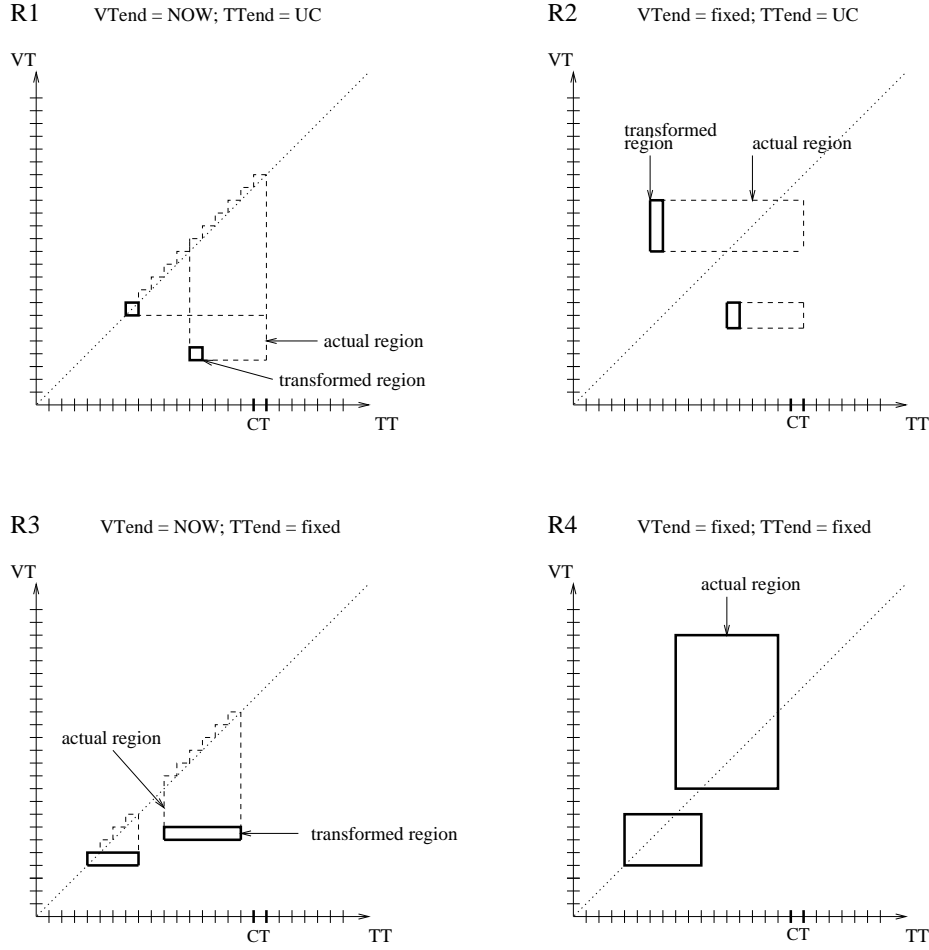 R1 VTend = NOW; TTend = UC
VT
actual region
transformed region
CT
TT
R2 VTend = fixed; TTend = UC
VT
transformed
region
actual region
CT
TT
R3 VTend = NOW; TTend = fixed
VT
actual region
transformed region
CT
TT
R4 VTend = fixed; TTend = fixed
VT
actual region
CT
TT